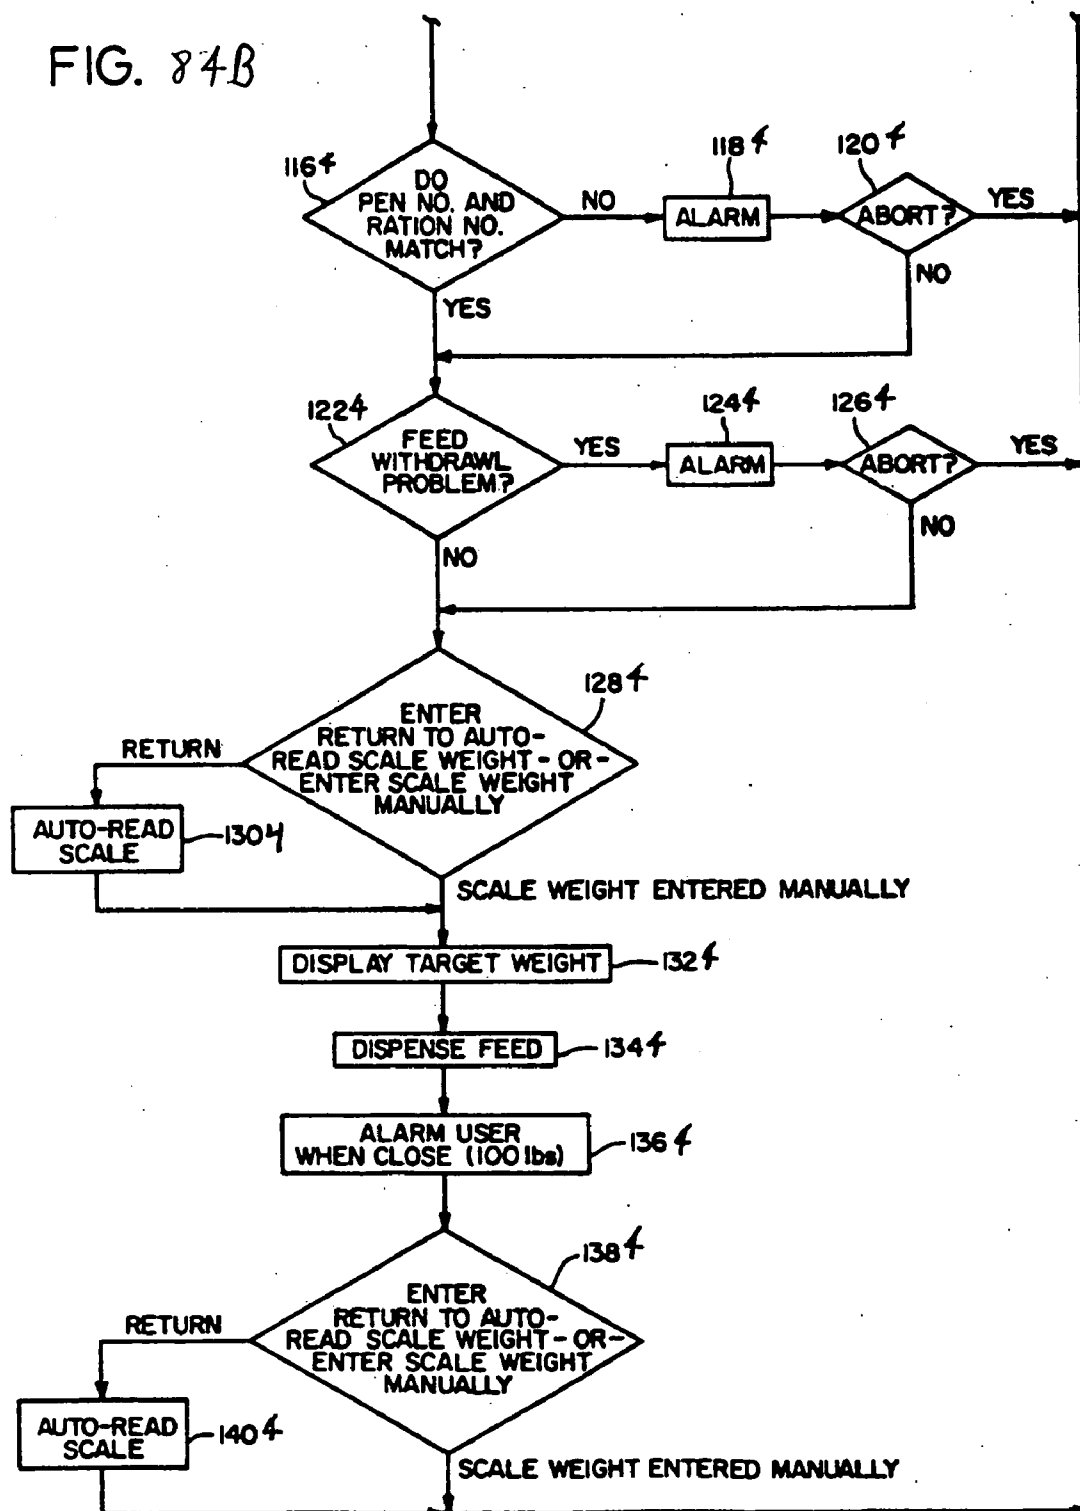 FIG. 84B
1164
DO
PEN NO. AND
RATION NO.
MATCH?
NO
1184
ALARM
1204
ABORT?
YES
NO
YES
1224
FEED
WITHDRAWL
PROBLEM?
YES
1244
ALARM
1264
ABORT?
YES
NO
NO
1284
ENTER
RETURN TO AUTO-
READ SCALE WEIGHT-OR-
ENTER SCALE WEIGHT
MANUALLY
RETURN
AUTO-READ
SCALE
1304
SCALE WEIGHT ENTERED MANUALLY
DISPLAY TARGET WEIGHT
1324
DISPENSE FEED
1344
ALARM USER
WHEN CLOSE (100 lbs)
1364
1384
ENTER
RETURN TO AUTO-
READ SCALE WEIGHT-OR-
ENTER SCALE WEIGHT
MANUALLY
RETURN
AUTO-READ
SCALE
1404
SCALE WEIGHT ENTERED MANUALLY